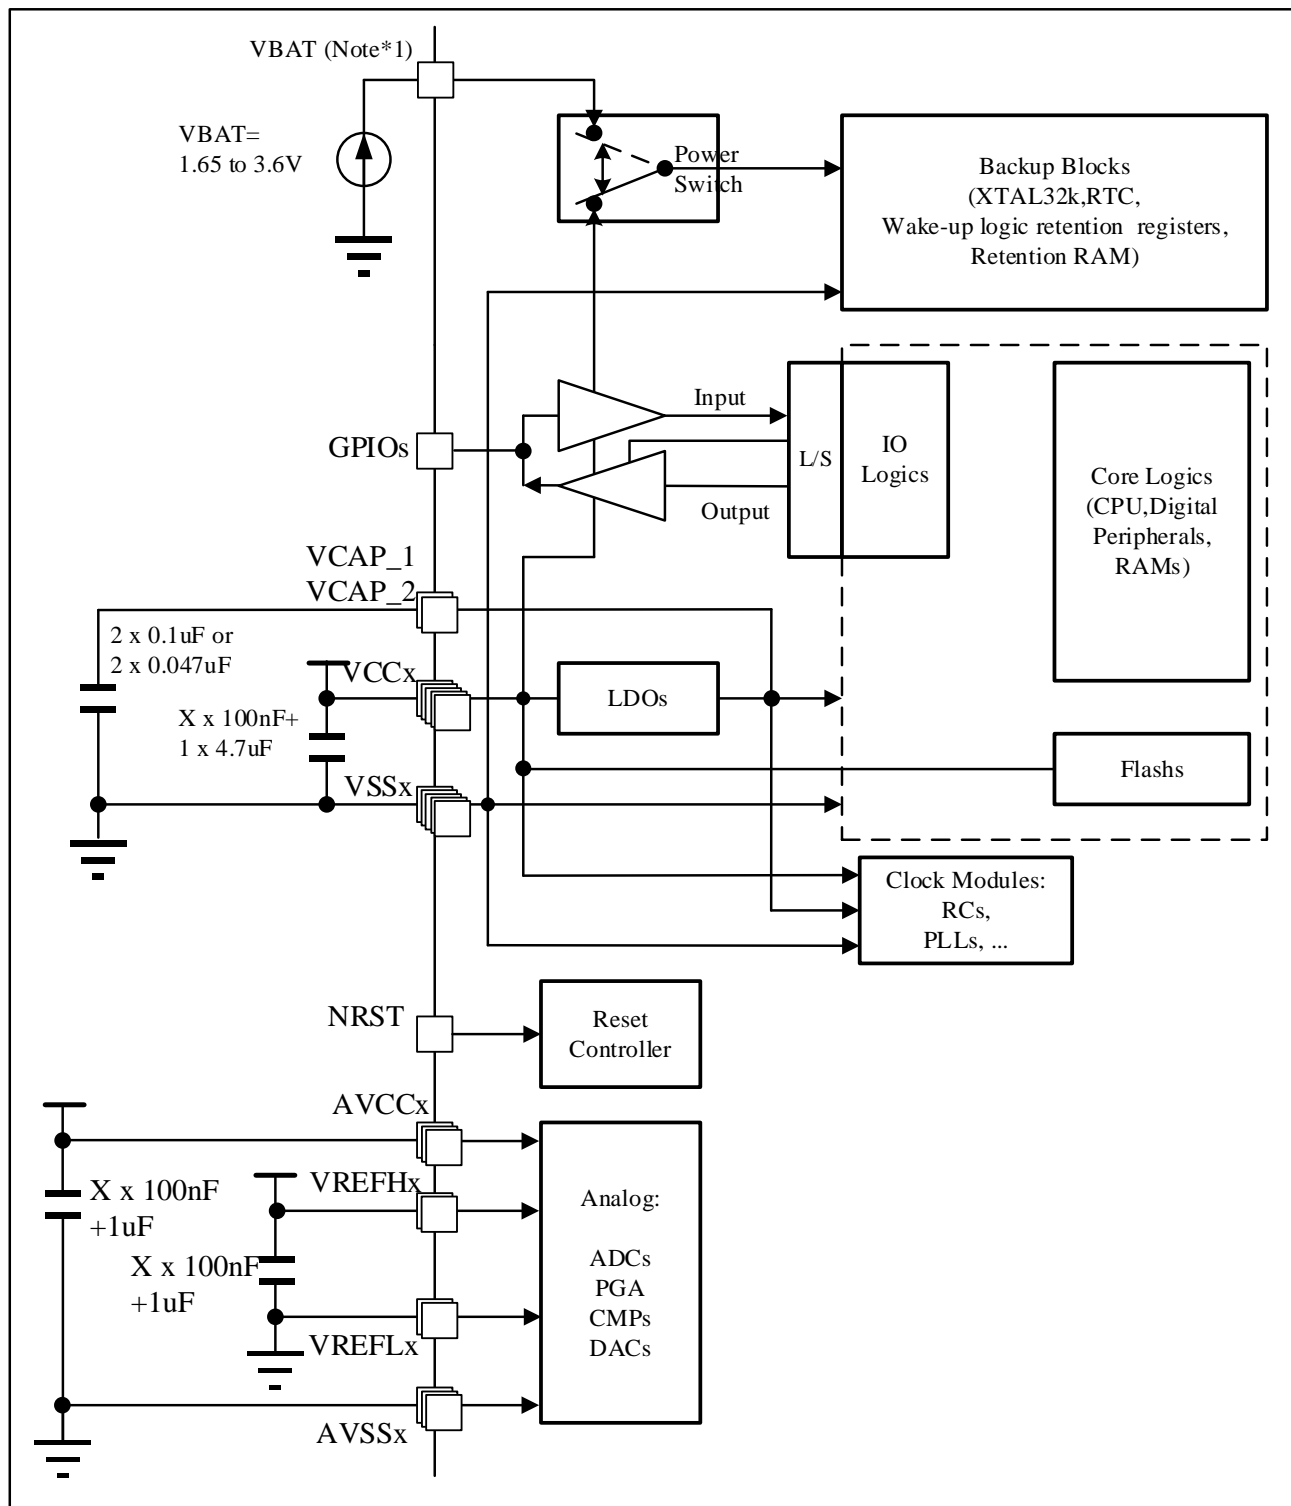 VBAT (Note*1)
VBAT=
1.65 to 3.6V
Power
Switch
Backup Blocks
(XTAL32k,RTC,
Wake-up logic retention registers,
Retention RAM)
GPIOs
Input
Output
L/S
IO
Logics
Core Logics
(CPU,Digital
Peripherals,
RAMs)
VCAP_1
VCAP_2
2 x 0.1uF or
2 x 0.047uF
VCCx
X x 100nF+
1 x 4.7uF
LDOs
VSSx
Flashs
Clock Modules:
RCs,
PLLs, ...
NRST
Reset
Controller
AVCCx
X x 100nF
+1uF
VREFHx
X x 100nF
+1uF
VREFLx
AVSSx
Analog:
ADCs
PGA
CMPs
DACs